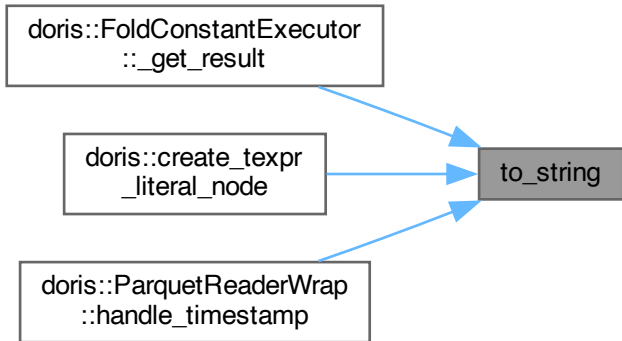 doris::FoldConstantExecutor
::_get_result
doris::create_texpr
_literal_node
to_string
doris::ParquetReaderWrap
::handle_timestamp